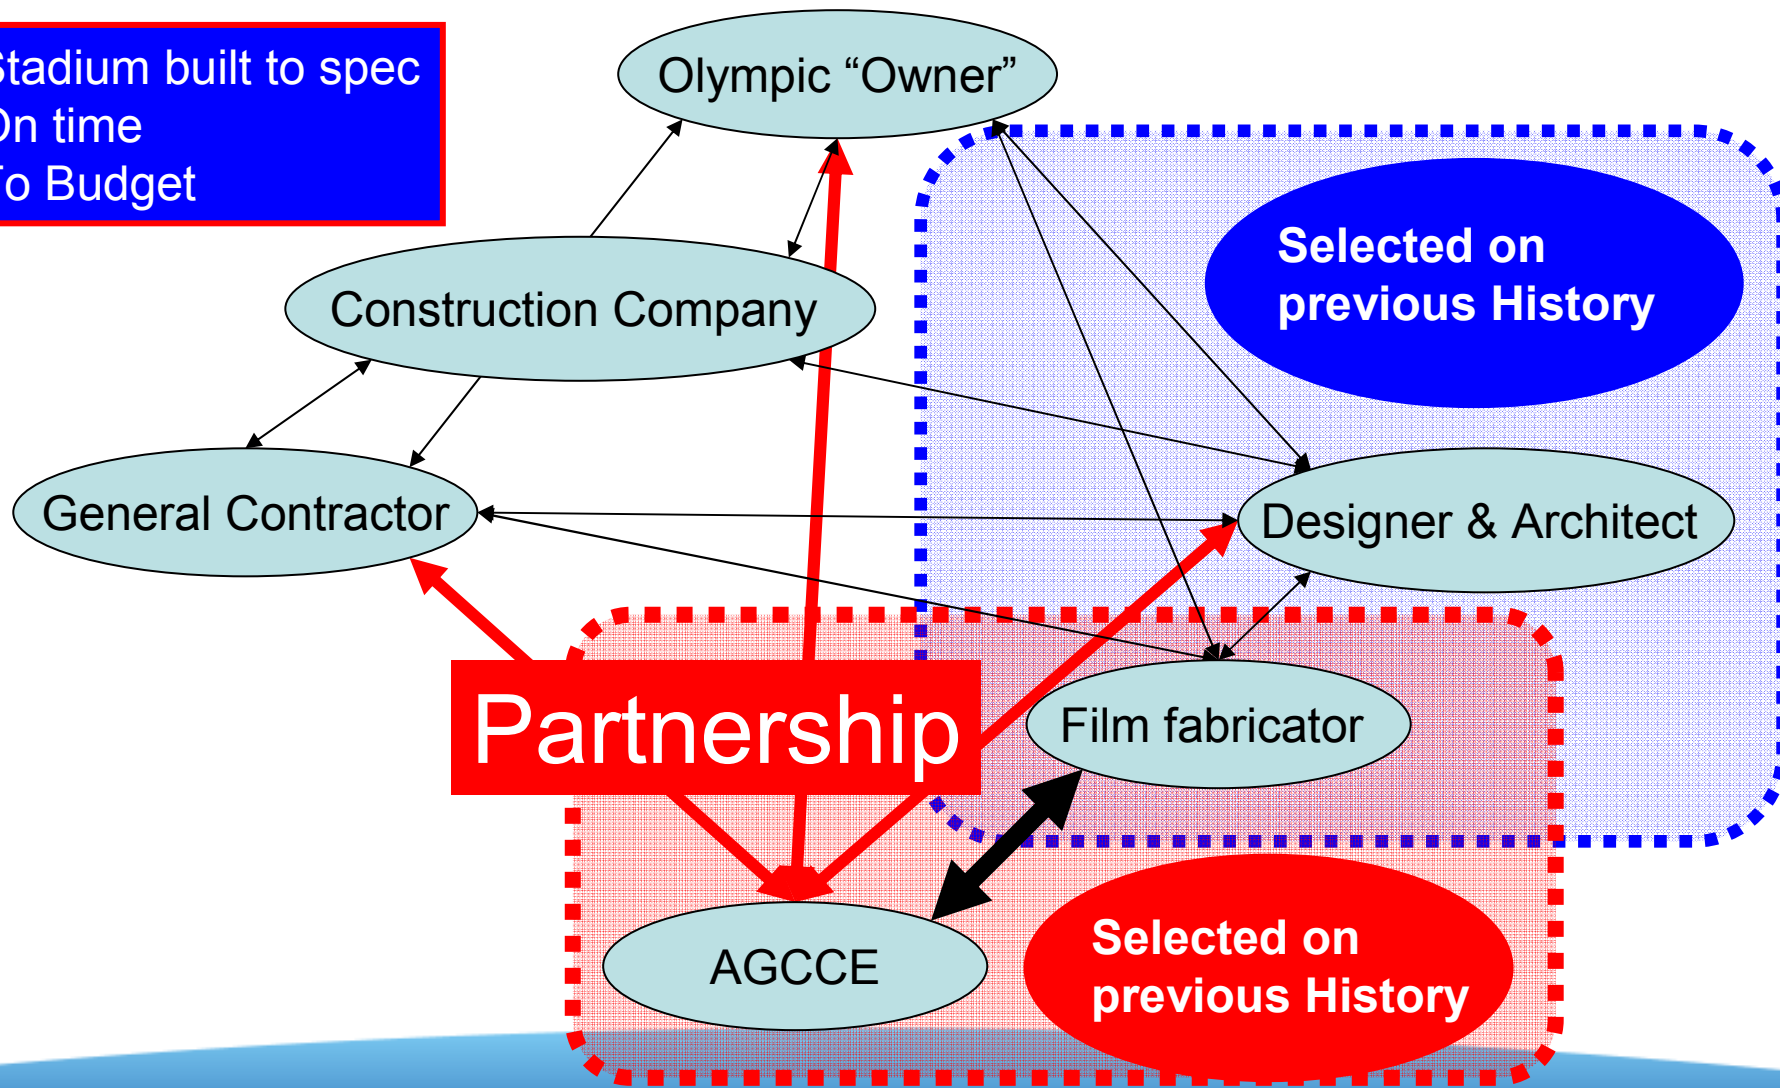 Stadium built to spec
On time
To Budget
Olympic “Owner”
Construction Company
Selected on
previous History
General Contractor
Designer & Architect
Partnership
Film fabricator
AGCCE
Selected on
previous History